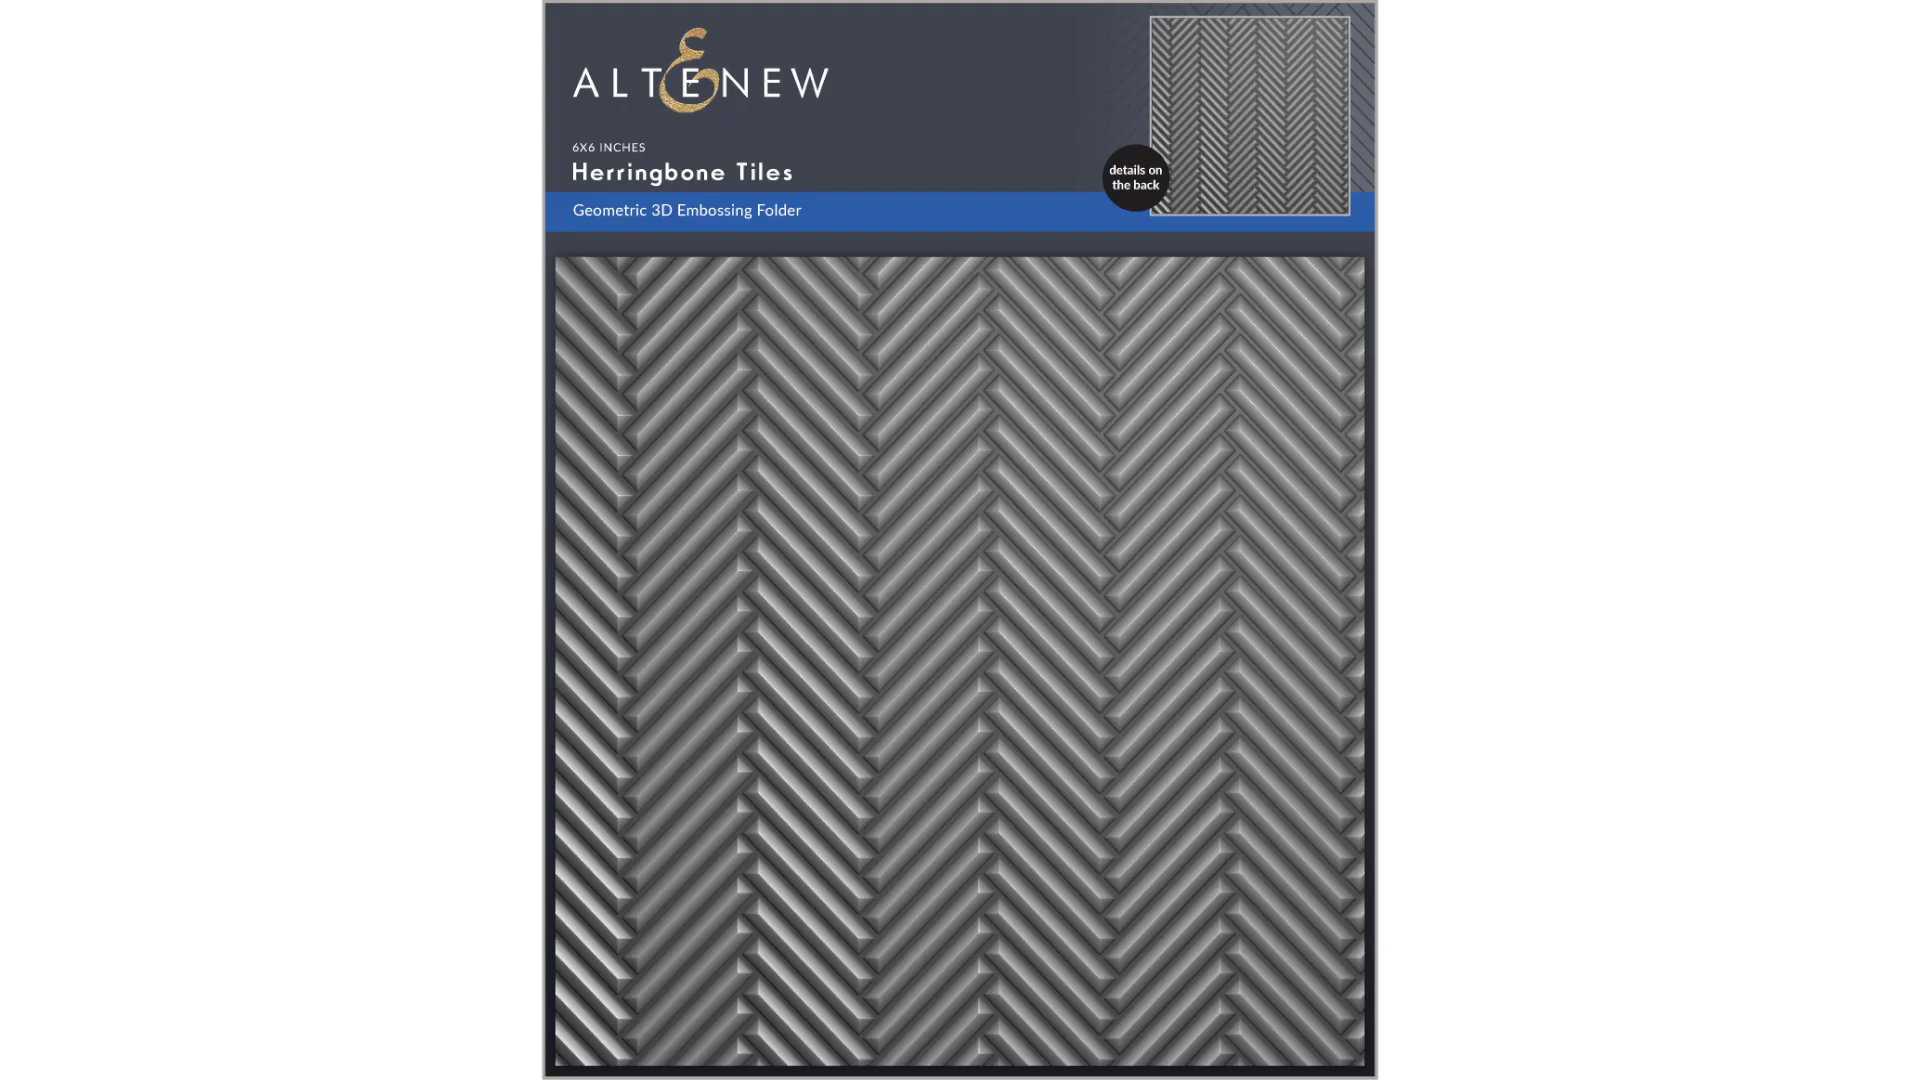 ALTENEW
6X6 INCHES
Herringbone Tiles
Geometric 3D Embossing Folder
details on
the back